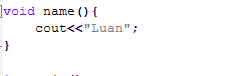 void name(){
    cout<<"Luan";
}